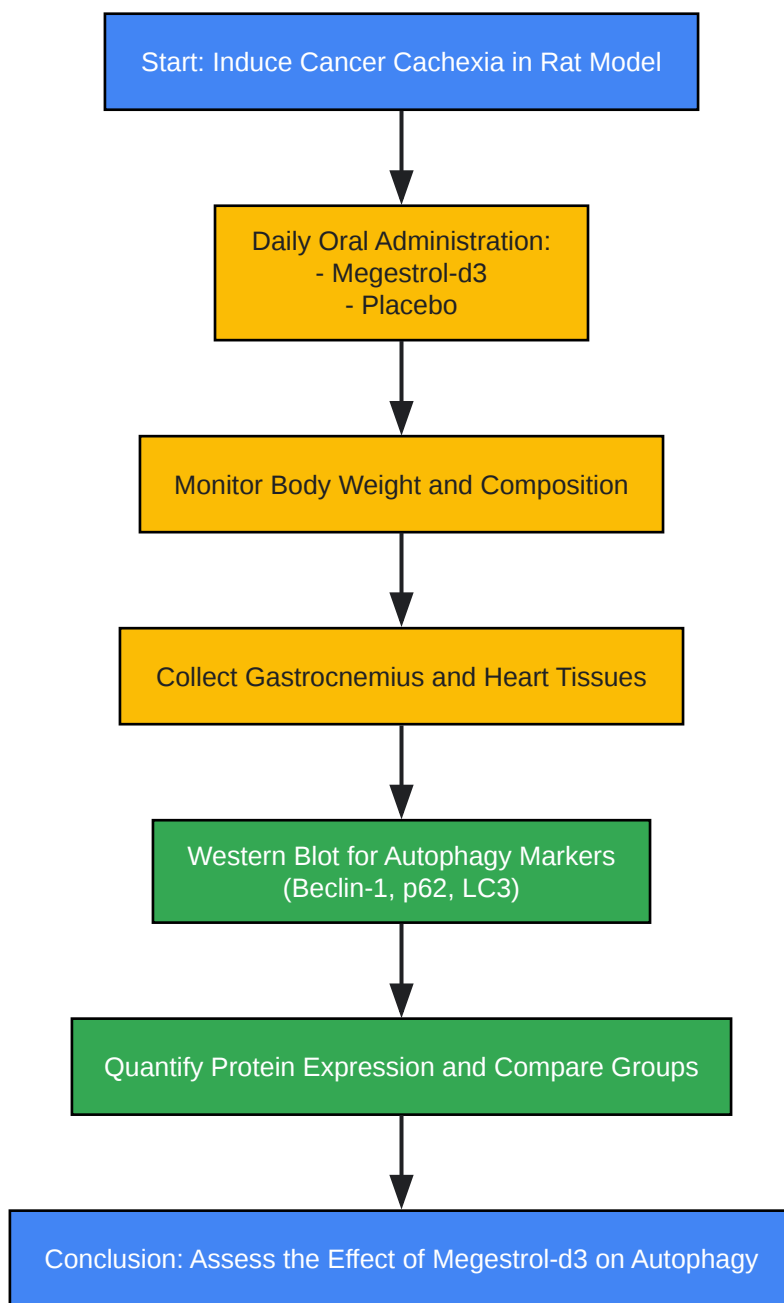 Start: Induce Cancer Cachexia in Rat Model
Daily Oral Administration:
- Megestrol-d3
- Placebo
Monitor Body Weight and Composition
Collect Gastrocnemius and Heart Tissues
Western Blot for Autophagy Markers
(Beclin-1, p62, LC3)
Quantify Protein Expression and Compare Groups
Conclusion: Assess the Effect of Megestrol-d3 on Autophagy